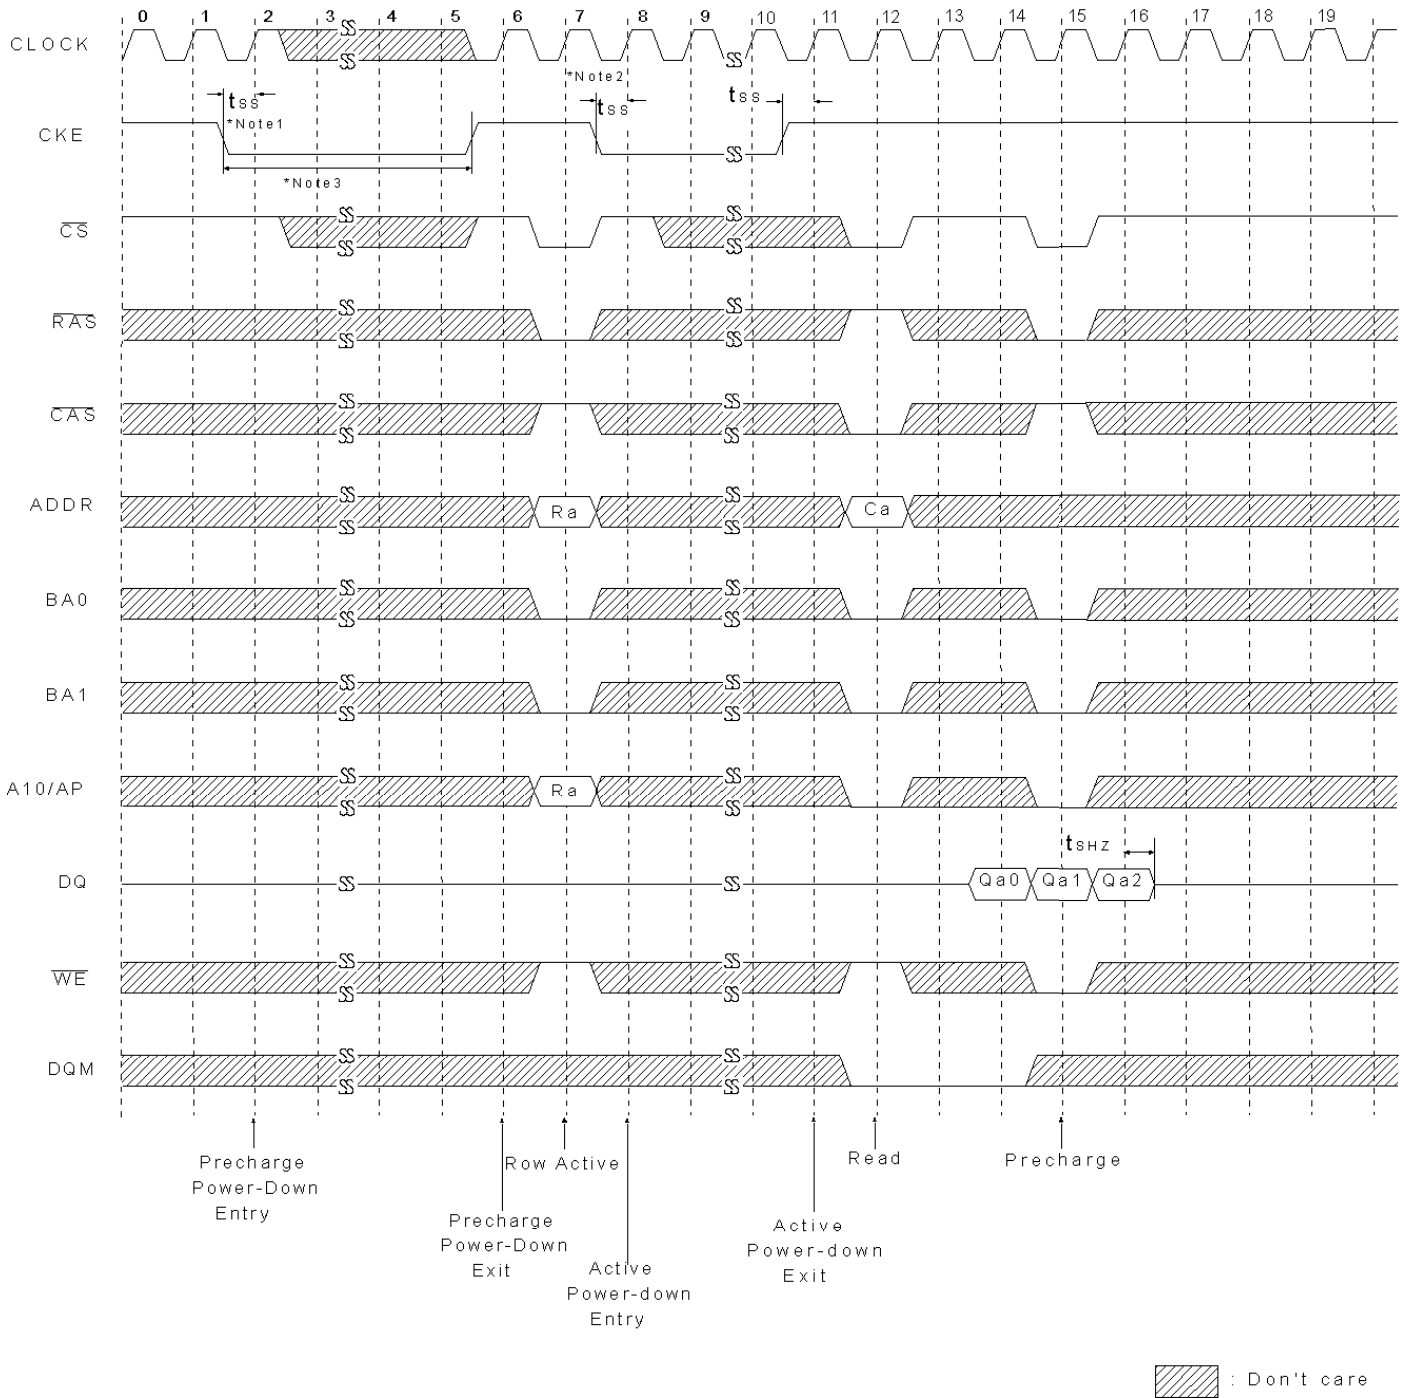 0 1 2 3 4 5 6 7 8 9 10 11 12 13 14 15 16 17 18 19
CLOCK
*Note2
tSS
tSS
tSS
*Note1
CKE
*Note3
CS
RAS
CAS
ADDR
Ra
Ca
BA0
BA1
A10/AP
Ra
tSHZ
DQ
Qa0 Qa1 Qa2
WE
DQM
Precharge
Power-Down
Entry
Row Active
Read
Precharge
Precharge
Power-Down
Exit
Active
Power-down
Exit
Active
Power-down
Entry
: Don't care